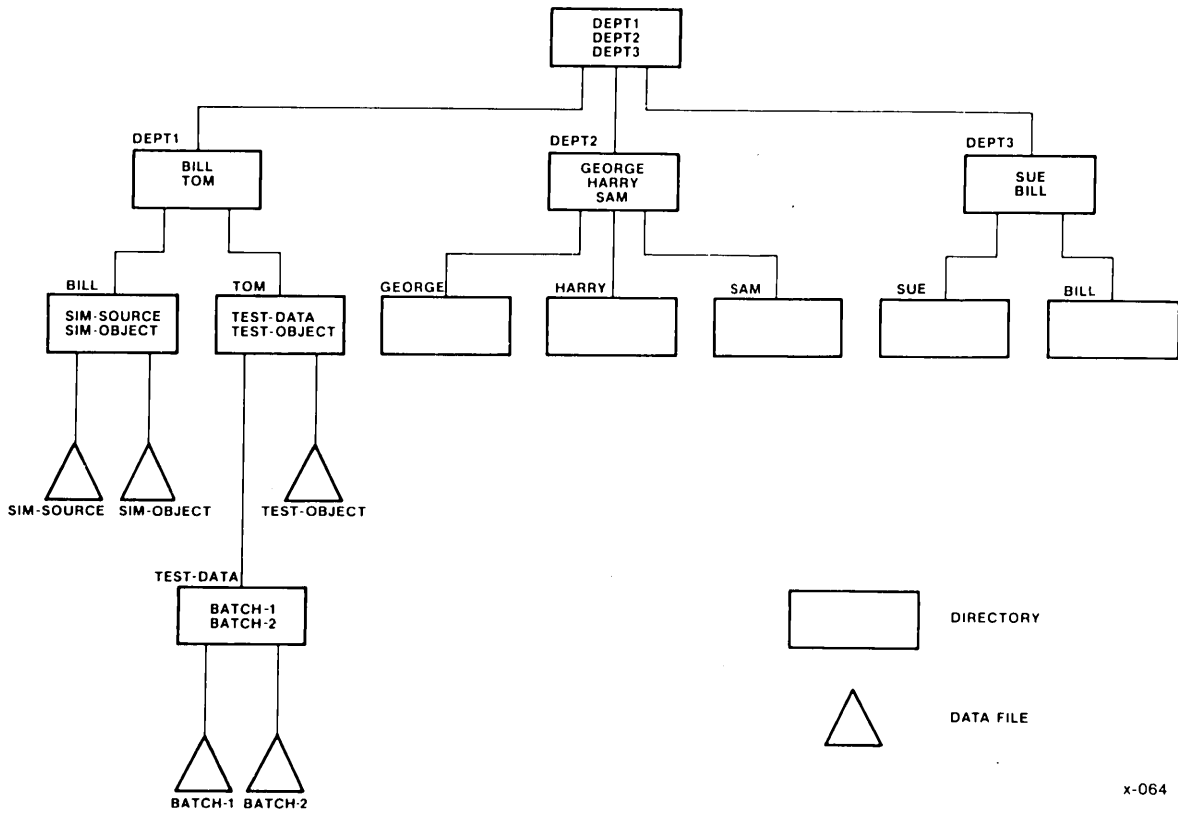 DEPT1
DEPT2
DEPT3
DEPT1
BILL
TOM
DEPT2
GEORGE
HARRY
SAM
DEPT3
SUE
BILL
BILL
SIM-SOURCE
SIM-OBJECT
TOM
TEST-DATA
TEST-OBJECT
GEORGE
HARRY
SAM
SUE
BILL
SIM-SOURCE
SIM-OBJECT
TEST-OBJECT
TEST-DATA
BATCH-1
BATCH-2
DIRECTORY
DATA FILE
BATCH-1
BATCH-2
x-064